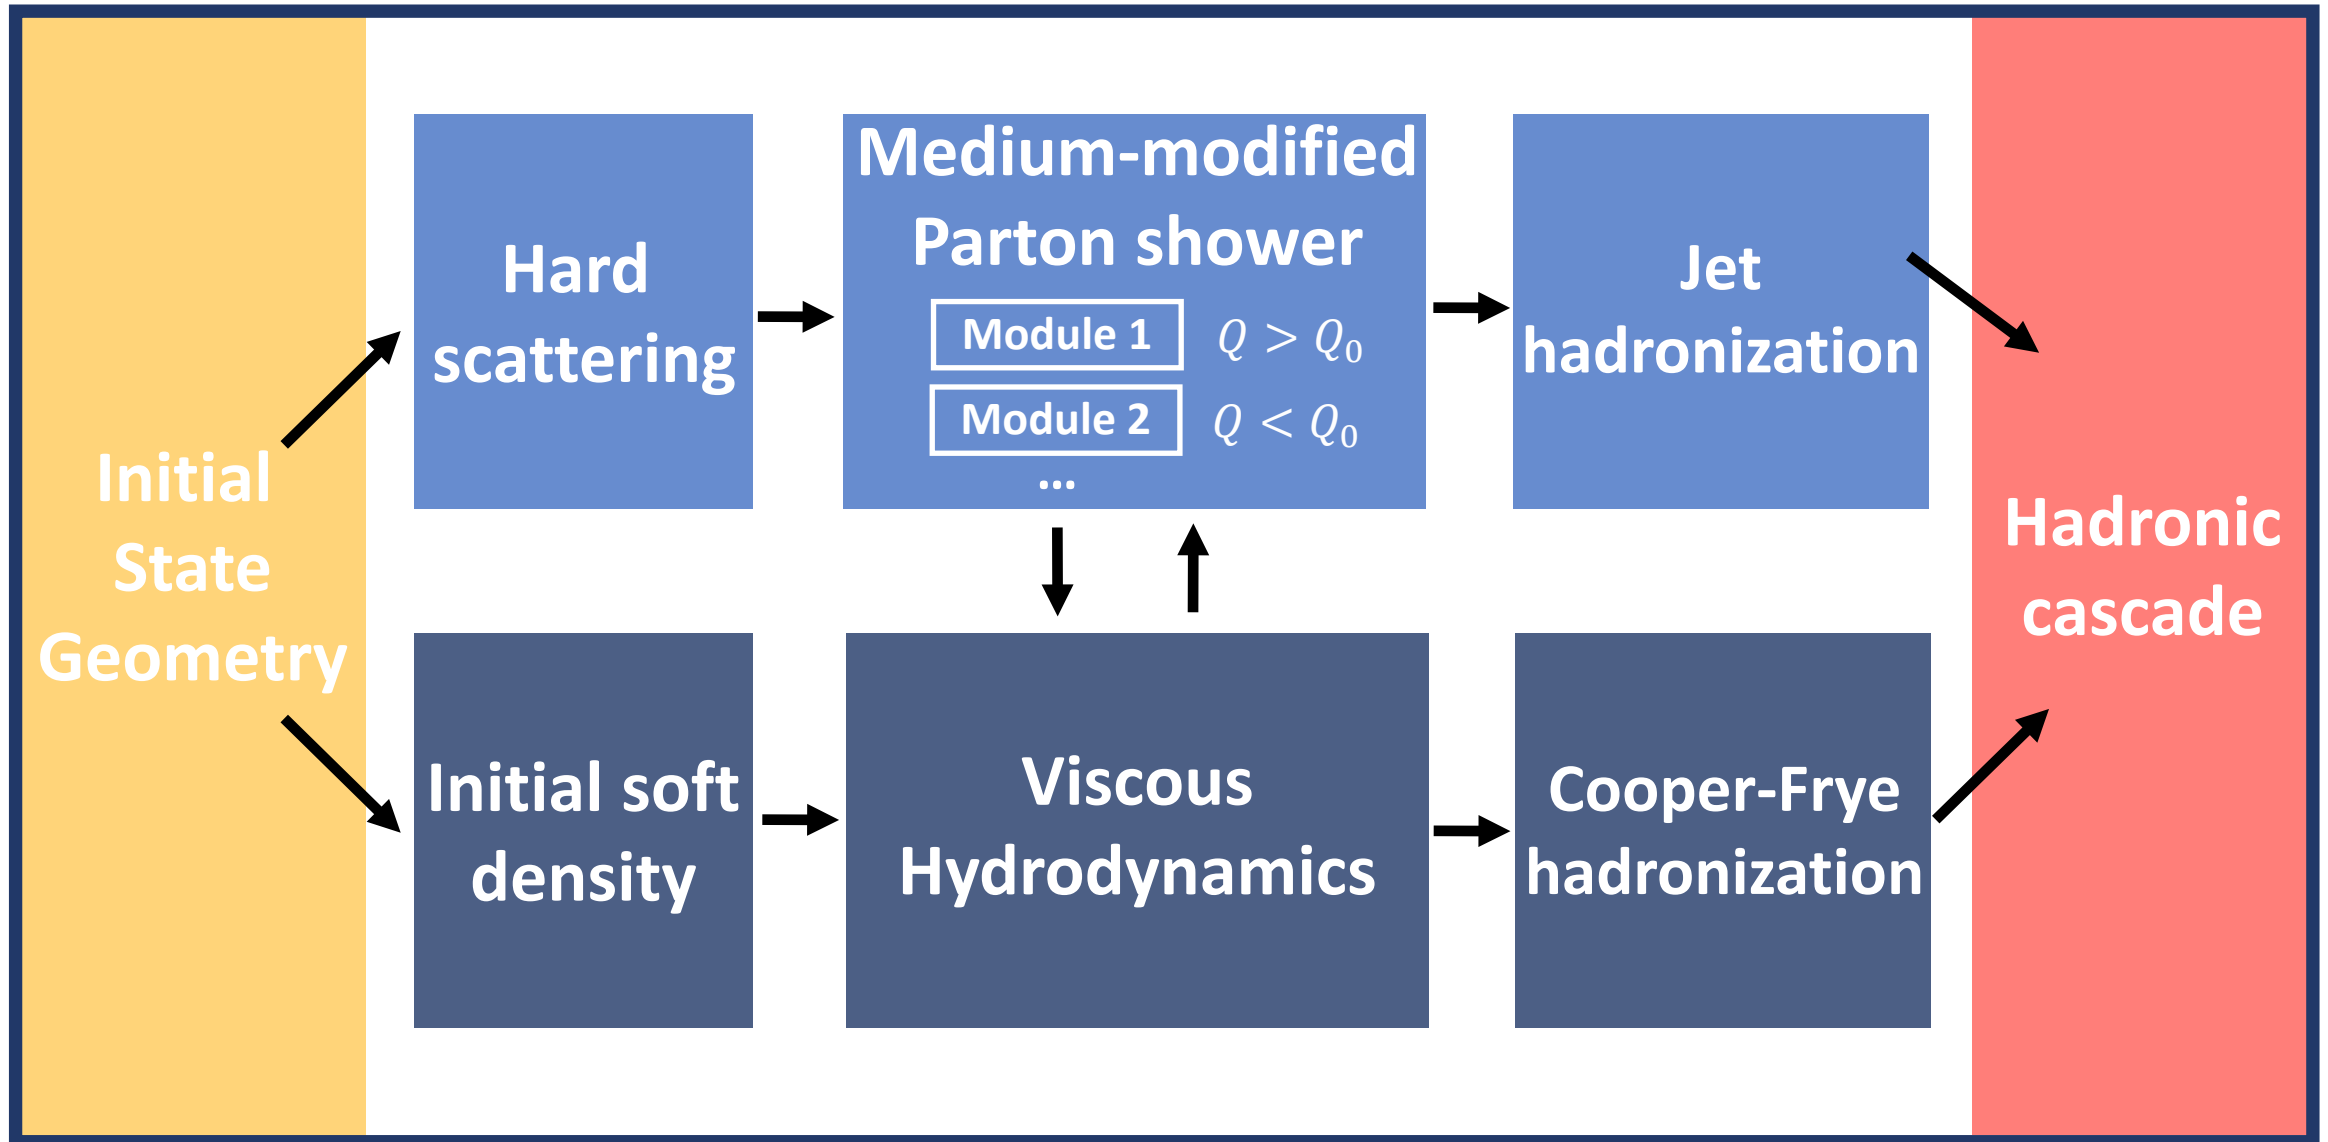 Initial
State
Geometry
Hard
scattering
Medium-modified
Parton shower
Module 1 Q > Q₀
Module 2 Q < Q₀
...
Jet
hadronization
Initial soft
density
Viscous
Hydrodynamics
Cooper-Frye
hadronization
Hadronic
cascade